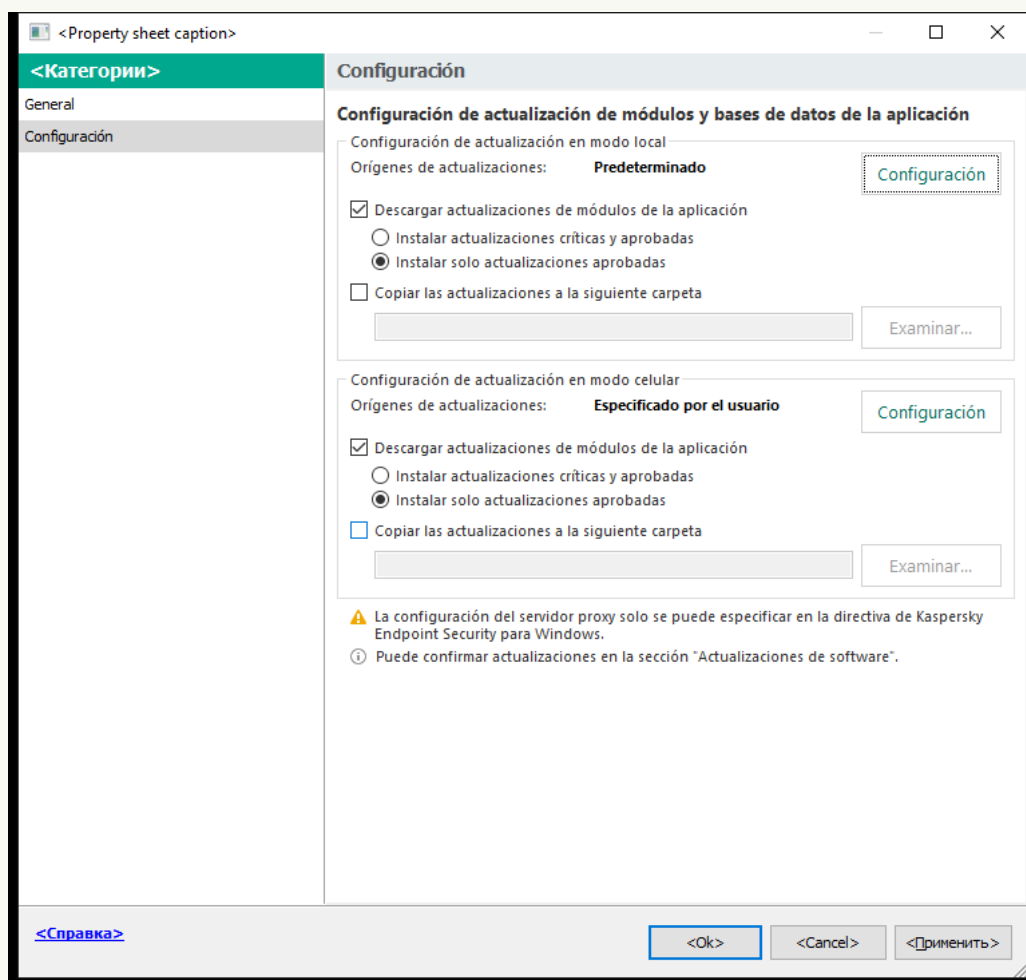 <Property sheet caption>
<Категории>
General
Configuración
Configuración
Configuración de actualización de módulos y bases de datos de la aplicación
Configuración de actualización en modo local
Orígenes de actualizaciones: Predeterminado
Configuración
Descargar actualizaciones de módulos de la aplicación
Instalar actualizaciones críticas y aprobadas
Instalar solo actualizaciones aprobadas
Copiar las actualizaciones a la siguiente carpeta
Examinar...
Configuración de actualización en modo celular
Orígenes de actualizaciones: Especificado por el usuario
Configuración
Descargar actualizaciones de módulos de la aplicación
Instalar actualizaciones críticas y aprobadas
Instalar solo actualizaciones aprobadas
Copiar las actualizaciones a la siguiente carpeta
Examinar...
La configuración del servidor proxy solo se puede especificar en la directiva de Kaspersky
Endpoint Security para Windows.
Puede confirmar actualizaciones en la sección "Actualizaciones de software".
<Справка>
<Ok> <Cancel> <Применить>